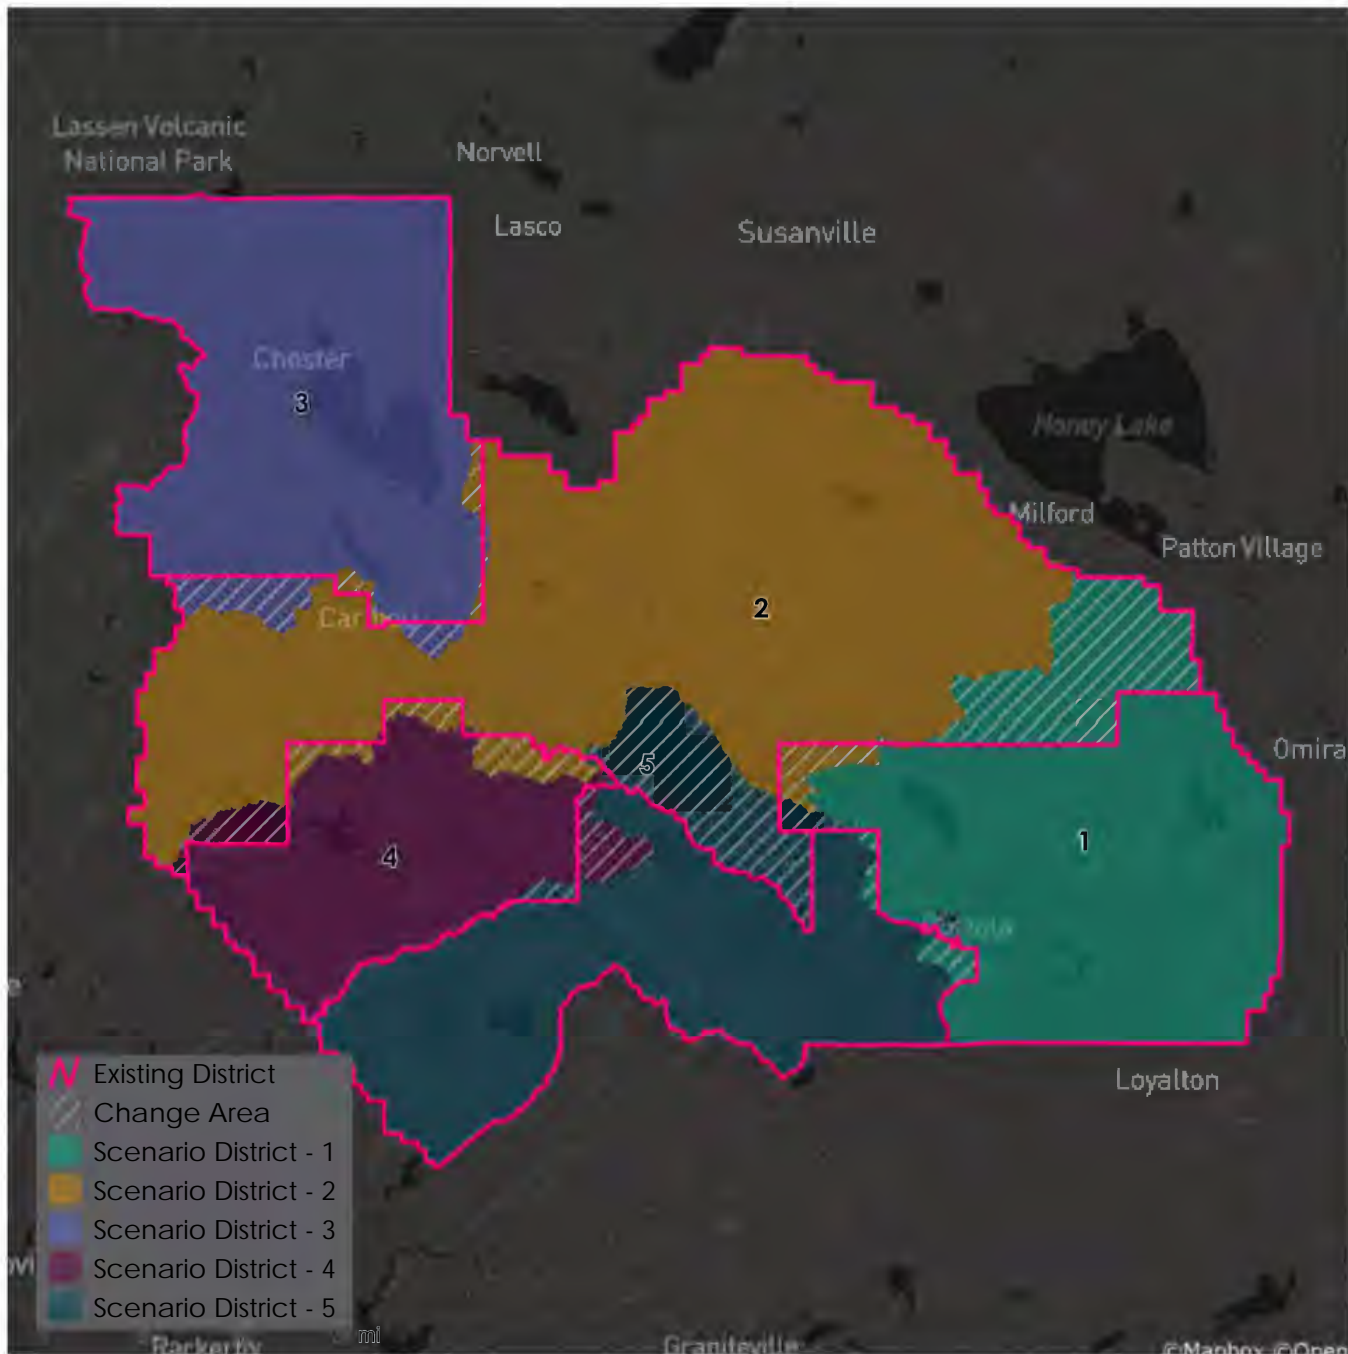 Lassen Volcanic
National Park
Norvell
Lasco
Susanville
Chester
3
Honey Lake
Milford
Patton Village
2
5
Omira
1
4
Loyalton
Existing District
Change Area
Scenario District - 1
Scenario District - 2
Scenario District - 3
Scenario District - 4
Scenario District - 5
mi
Graniteville
©Mapbox ©Open